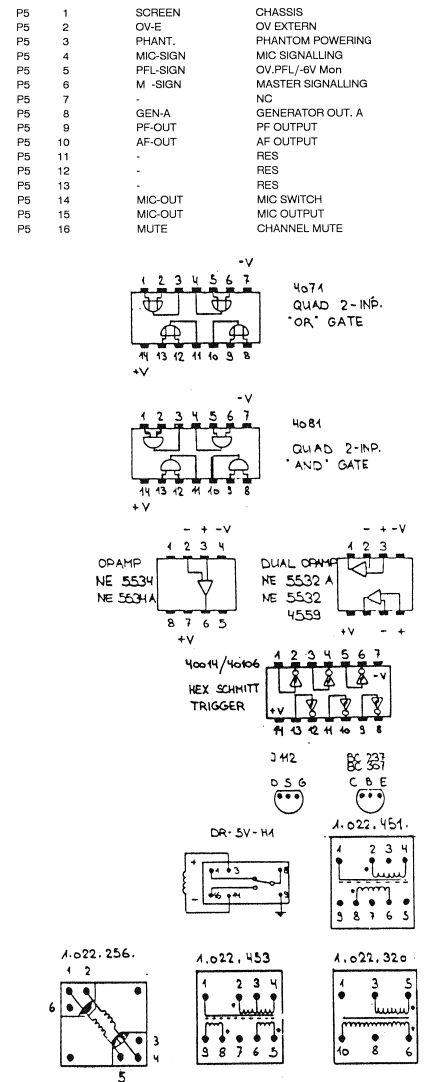 P5 1 SCREEN CHASSIS
P5 2 OV-E OV EXTERN
P5 3 PHANT. PHANTOM POWERING
P5 4 MIC-SIGN MIC SIGNALLING
P5 5 PFL-SIGN OV.PFL/-6V Mon
P5 6 M -SIGN MASTER SIGNALLING
P5 7 - NC
P5 8 GEN-A GENERATOR OUT. A
P5 9 PF-OUT PF OUTPUT
P5 10 AF-OUT AF OUTPUT
P5 11 - RES
P5 12 - RES
P5 13 - RES
P5 14 MIC-OUT MIC SWITCH
P5 15 MIC-OUT MIC OUTPUT
P5 16 MUTE CHANNEL MUTE
-V
1 2 3 4 5 6 7
4071
QUAD 2-INP.
"OR" GATE
14 13 12 11 10 9 8
+V
-V
1 2 3 4 5 6 7
4081
QUAD 2-INP.
"AND" GATE
14 13 12 11 10 9 8
+V
- + -V
1 2 3 4
OPAMP
NE 5534
NE 5534A
8 7 6 5
+V
- + -V
1 2 3
DUAL OPAMP
NE 5532 A
NE 5532
4559
+V - +
40014/40106
HEX SCHMITT
TRIGGER
1 2 3 4 5 6 7
-V
+V
14 13 12 11 10 9 8
J112
D S G
BC 237
BC 307
C B E
DR-5V-H1
+ 1 3 8
- 16 14 9
1.022.451.
1 2 3 4
9 8 7 6 5
1.022.256.
1 2
6
3
4
5
1.022.453
1 2 3 4
9 8 7 6 5
1.022.320
1 3 5
10 8 6